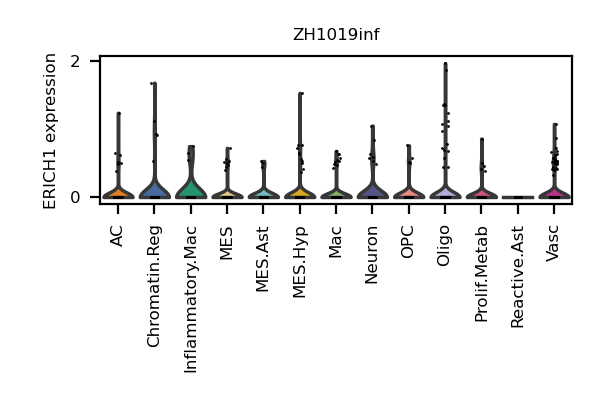 ZH1019inf
ERICH1 expression
2
0
AC
Chromatin.Reg
Inflammatory.Mac
MES
MES.Ast
MES.Hyp
Mac
Neuron
OPC
Oligo
Prolif.Metab
Reactive.Ast
Vasc